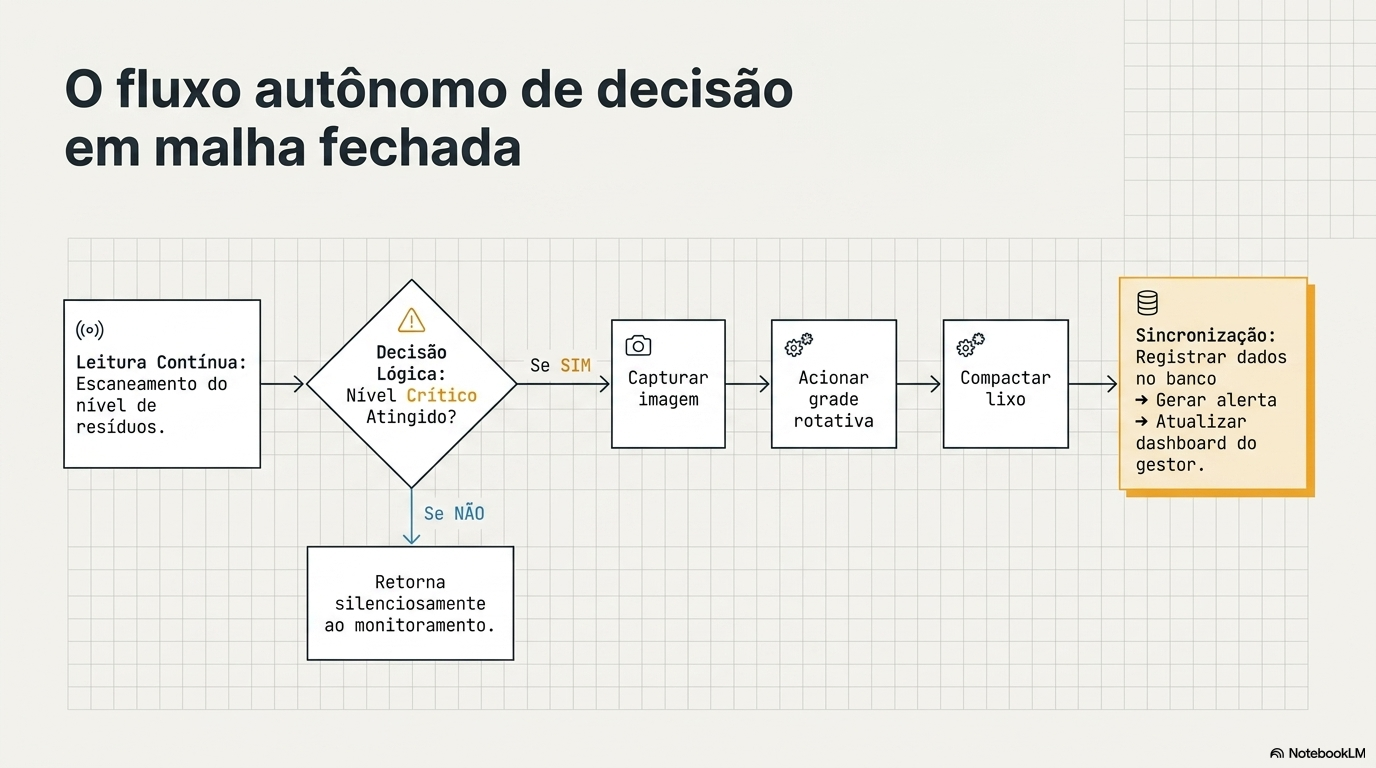 O fluxo autônomo de decisão
em malha fechada
Leitura Contínua:
Escaneamento do
nível de
resíduos.
Decisão
Lógica:
Nível Crítico
Atingido?
Se SIM
Se NÃO
Retorna
silenciosamente
ao monitoramento.
Capturar
imagem
Acionar
grade
rotativa
Compactar
lixo
Sincronização:
Registrar dados
no banco
→ Gerar alerta
→ Atualizar
dashboard do
gestor.
NotebookLM